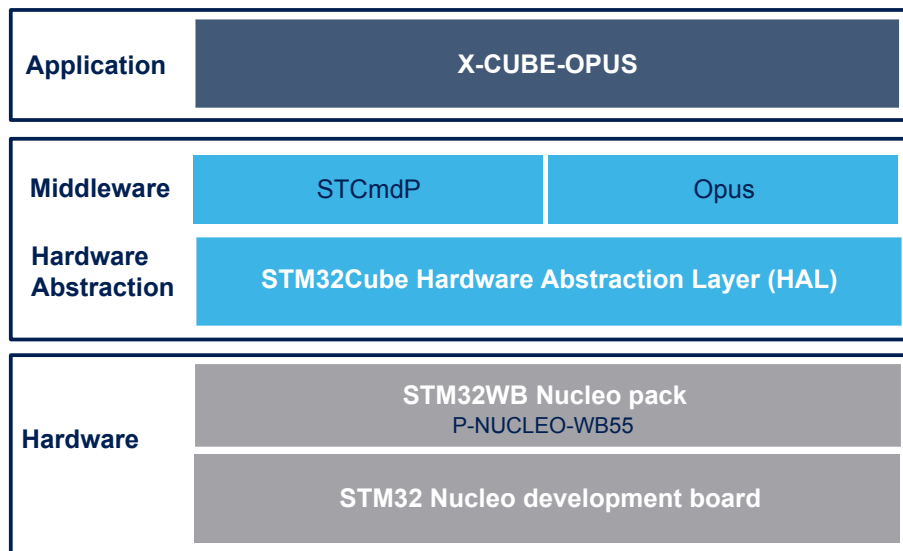 Application
X-CUBE-OPUS
Middleware
STCmdP
Opus
Hardware
Abstraction
STM32Cube Hardware Abstraction Layer (HAL)
Hardware
STM32WB Nucleo pack
P-NUCLEO-WB55
STM32 Nucleo development board